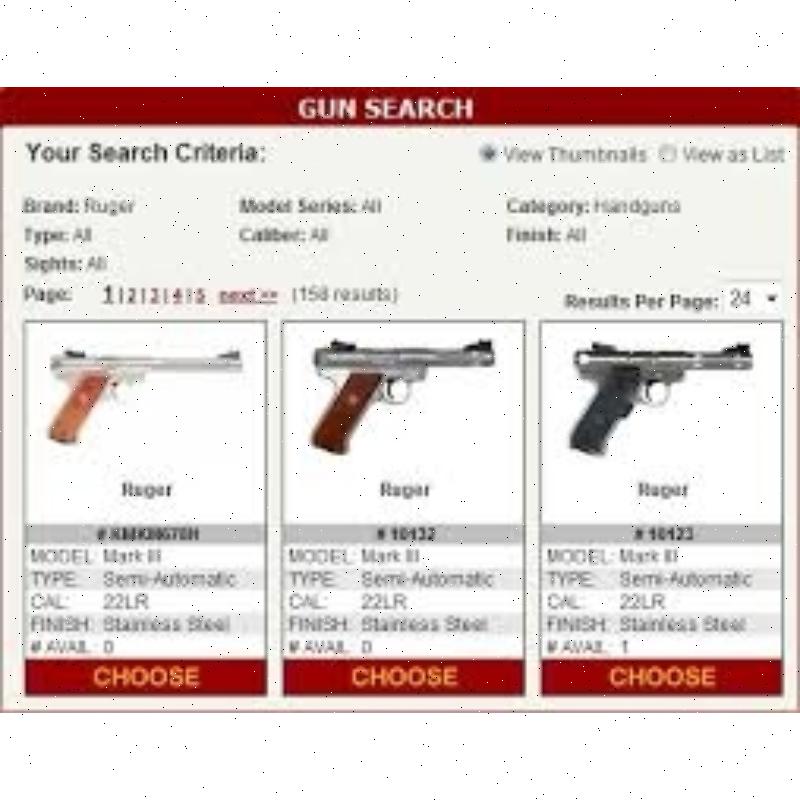 GUN SEARCH
Your Search Criteria: View Thumbnails View as List
Brand: Ruger Model Series: All Category: Handguns
Type: All Caliber: All Finish: All
Sights: All
Page: 1 | 2 | 3 | 4 | 5 next >> (158 results) Results Per Page: 24
Ruger Ruger Ruger
# 10132 # 10123
MODEL: Mark III MODEL: Mark III MODEL: Mark III
TYPE: Semi-Automatic TYPE: Semi-Automatic TYPE: Semi-Automatic
CAL: 22LR CAL: 22LR CAL: 22LR
FINISH: Stainless Steel FINISH: Stainless Steel FINISH: Stainless Steel
# AVAIL: 0 # AVAIL: 0 # AVAIL: 1
CHOOSE CHOOSE CHOOSE